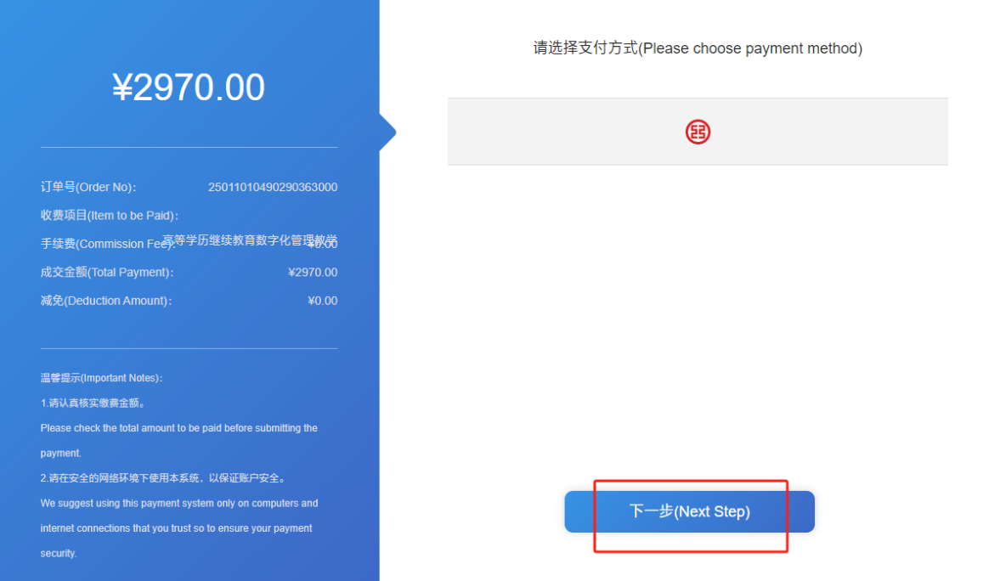 ¥2970.00
订单号(Order No): 25011010490290363000
收费项目(Item to be Paid):
高等学历继续教育数字化管理教学
手续费(Commission Fee): ¥0.00
成交金额(Total Payment): ¥2970.00
减免(Deduction Amount): ¥0.00
温馨提示(Important Notes):
1.请认真核实缴费金额。
Please check the total amount to be paid before submitting the
payment.
2.请在安全的网络环境下使用本系统，以保证账户安全。
We suggest using this payment system only on computers and
internet connections that you trust so to ensure your payment
security.
请选择支付方式(Please choose payment method)
下一步(Next Step)